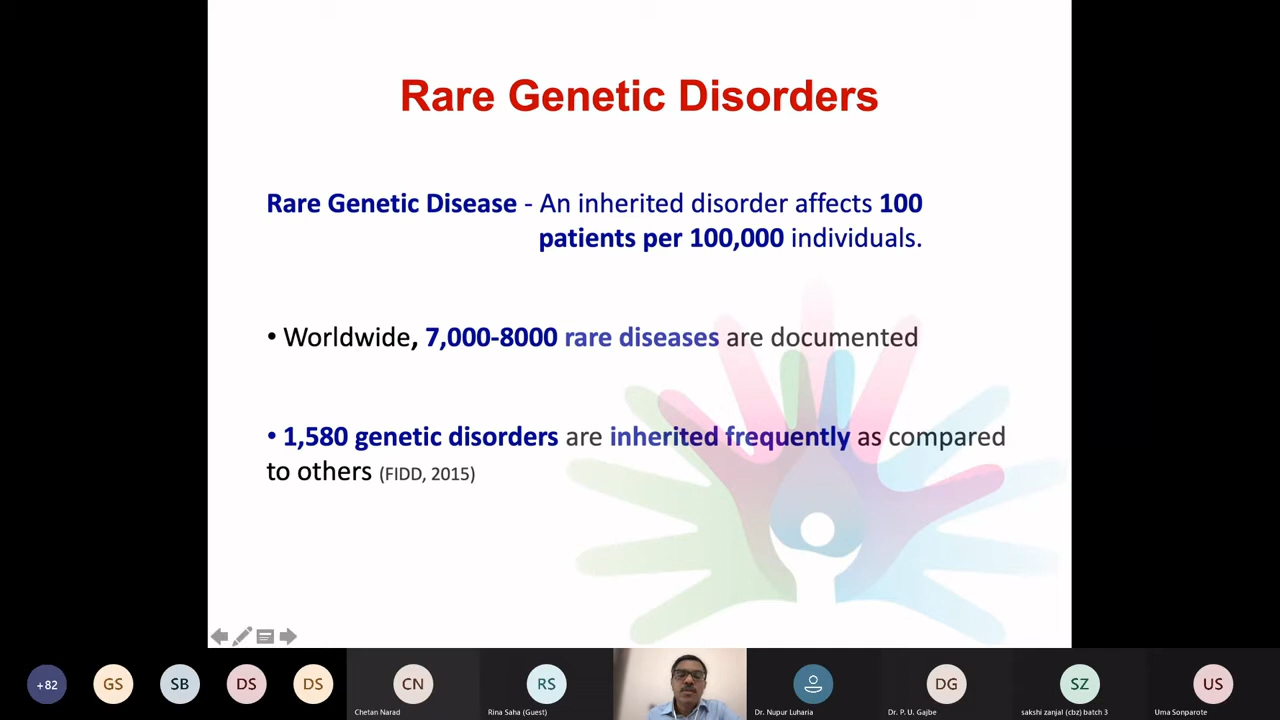 Rare Genetic Disorders
Rare Genetic Disease - An inherited disorder affects 100
patients per 100,000 individuals.
• Worldwide, 7,000-8000 rare diseases are documented
• 1,580 genetic disorders are inherited frequently as compared
to others (FIDD, 2015)
+82 GS SB DS DS CN RS DG SZ US
Chetan Narad Rina Saha (Guest) Dr. Nupur Luharia Dr. P. U. Gajbe sakshi zanjal (cbz) batch 3 Uma Sonparote